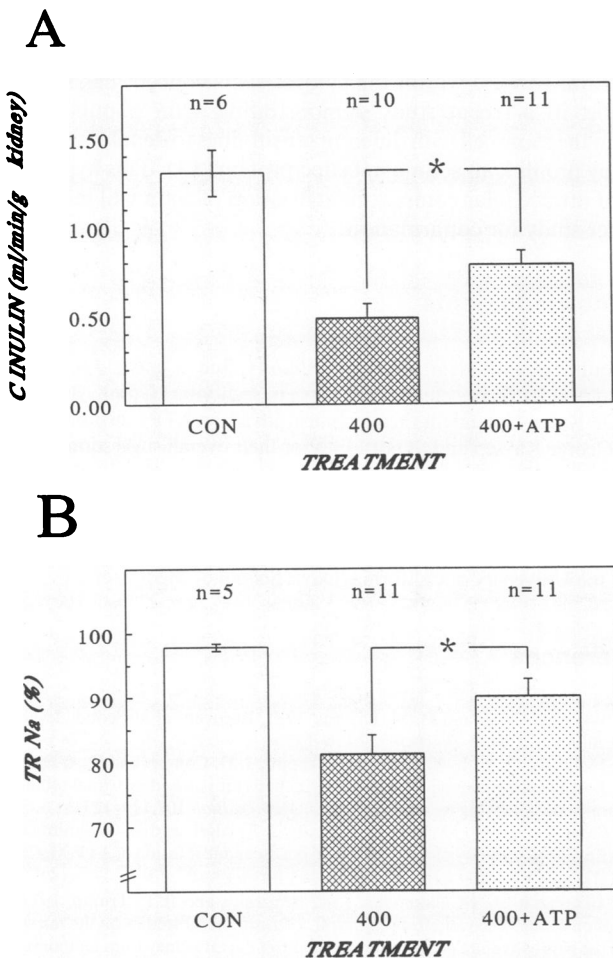 A
C INULIN (ml/min/g kidney)
n=6 n=10 n=11
1.50
*
1.00
0.50
0.00
CON 400 400+ATP
TREATMENT
B
TR Na (%)
n=5 n=11 n=11
100
*
90
80
70
CON 400 400+ATP
TREATMENT